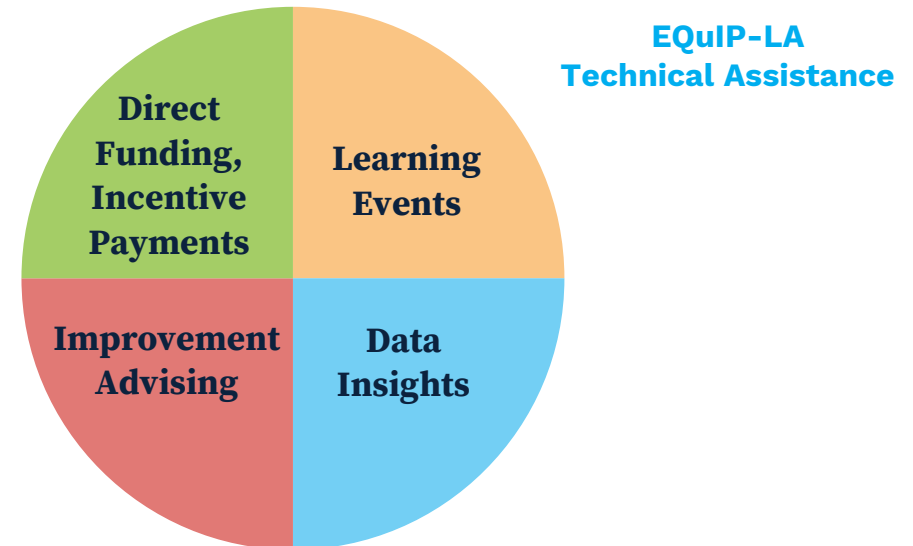 EQuIP-LA
Technical Assistance
Direct
Funding,
Incentive
Payments
Learning
Events
Improvement
Advising
Data
Insights